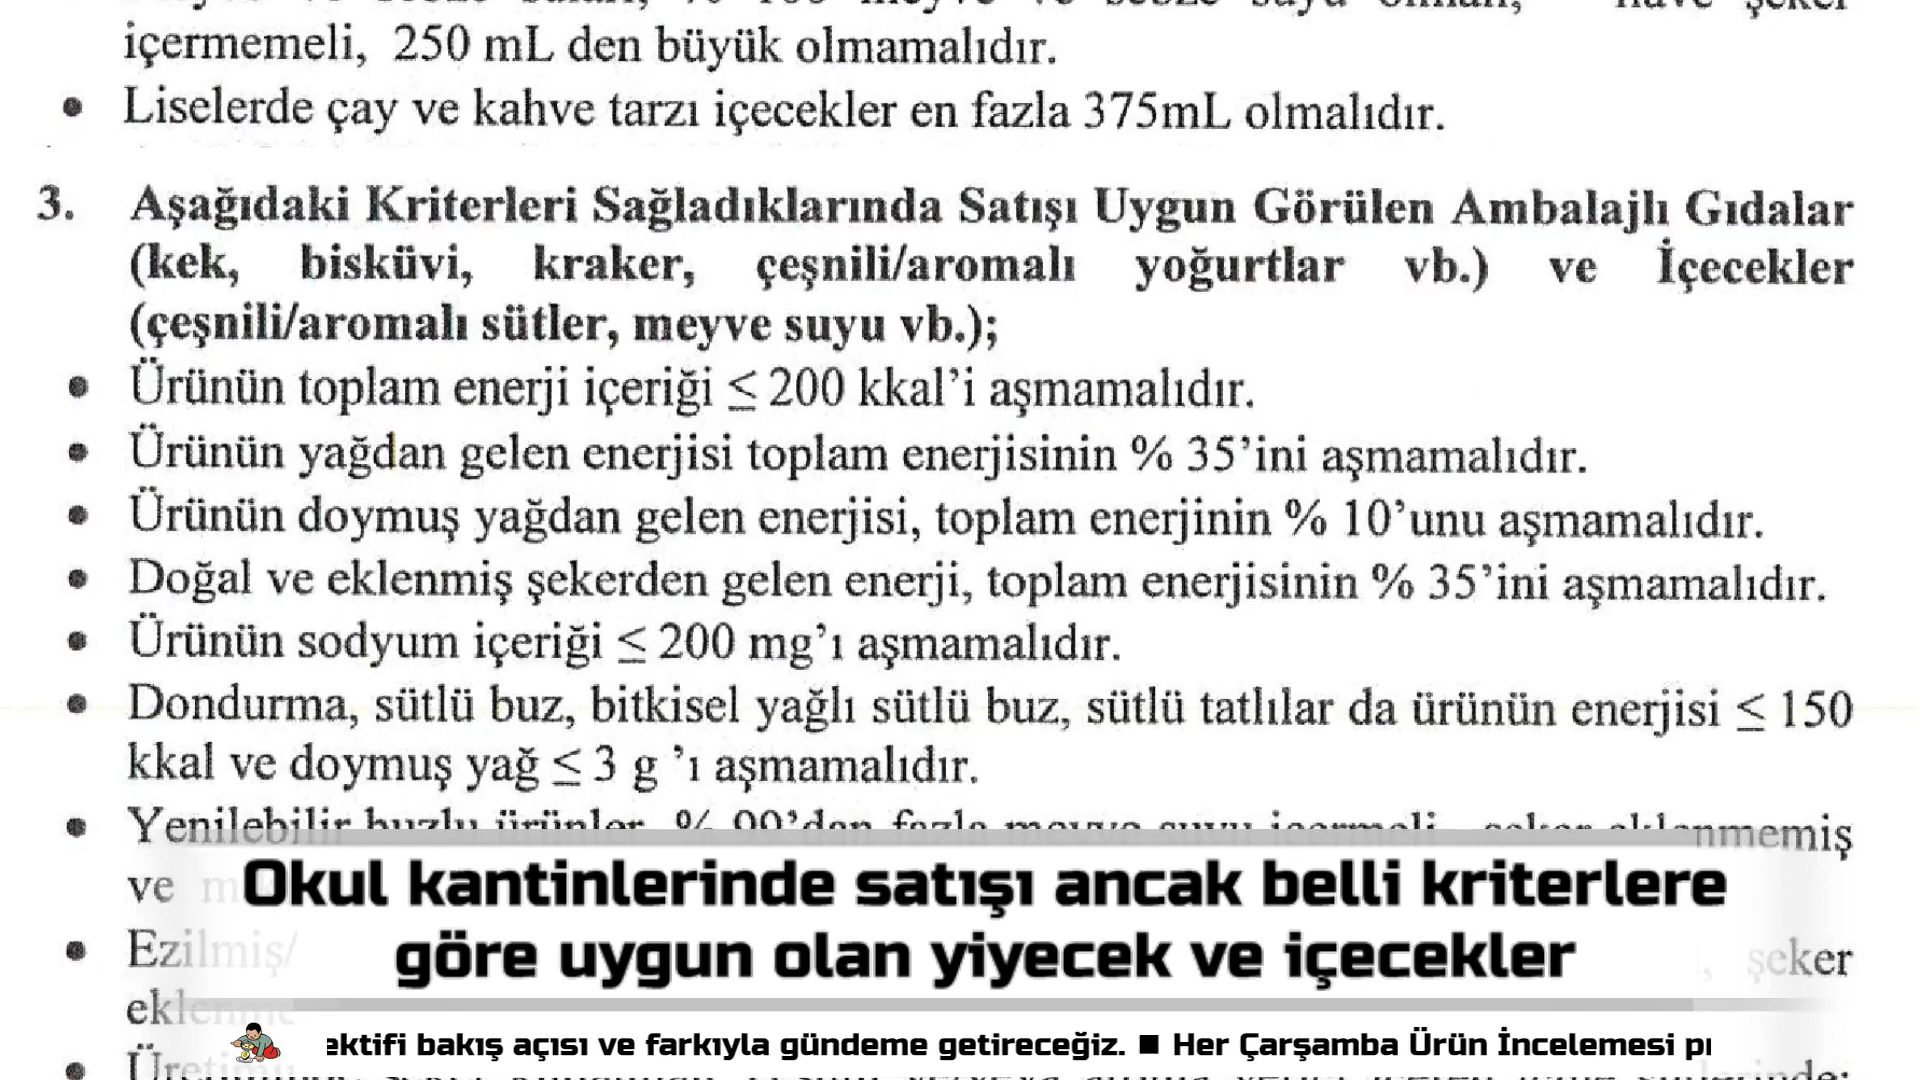 içermemeli, 250 mL den büyük olmamalıdır.
• Liselerde çay ve kahve tarzı içecekler en fazla 375mL olmalıdır.
3. Aşağıdaki Kriterleri Sağladıklarında Satışı Uygun Görülen Ambalajlı Gıdalar
(kek, bisküvi, kraker, çeşnili/aromalı yoğurtlar vb.) ve İçecekler
(çeşnili/aromalı sütler, meyve suyu vb.);
• Ürünün toplam enerji içeriği ≤ 200 kkal’i aşmamalıdır.
• Ürünün yağdan gelen enerjisi toplam enerjisinin % 35’ini aşmamalıdır.
• Ürünün doymuş yağdan gelen enerjisi, toplam enerjinin % 10’unu aşmamalıdır.
• Doğal ve eklenmiş şekerden gelen enerji, toplam enerjisinin % 35’ini aşmamalıdır.
• Ürünün sodyum içeriği ≤ 200 mg’ı aşmamalıdır.
• Dondurma, sütlü buz, bitkisel yağlı sütlü buz, sütlü tatlılar da ürünün enerjisi ≤ 150
kkal ve doymuş yağ ≤ 3 g ’ı aşmamalıdır.
• Yenilebilir buzlu ürünler
ve
Okul kantinlerinde satışı ancak belli kriterlere
göre uygun olan yiyecek ve içecekler
• Ezilmiş/ şeker
ektifi bakış açısı ve farkıyla gündeme getireceğiz. ■ Her Çarşamba Ürün İncelemesi